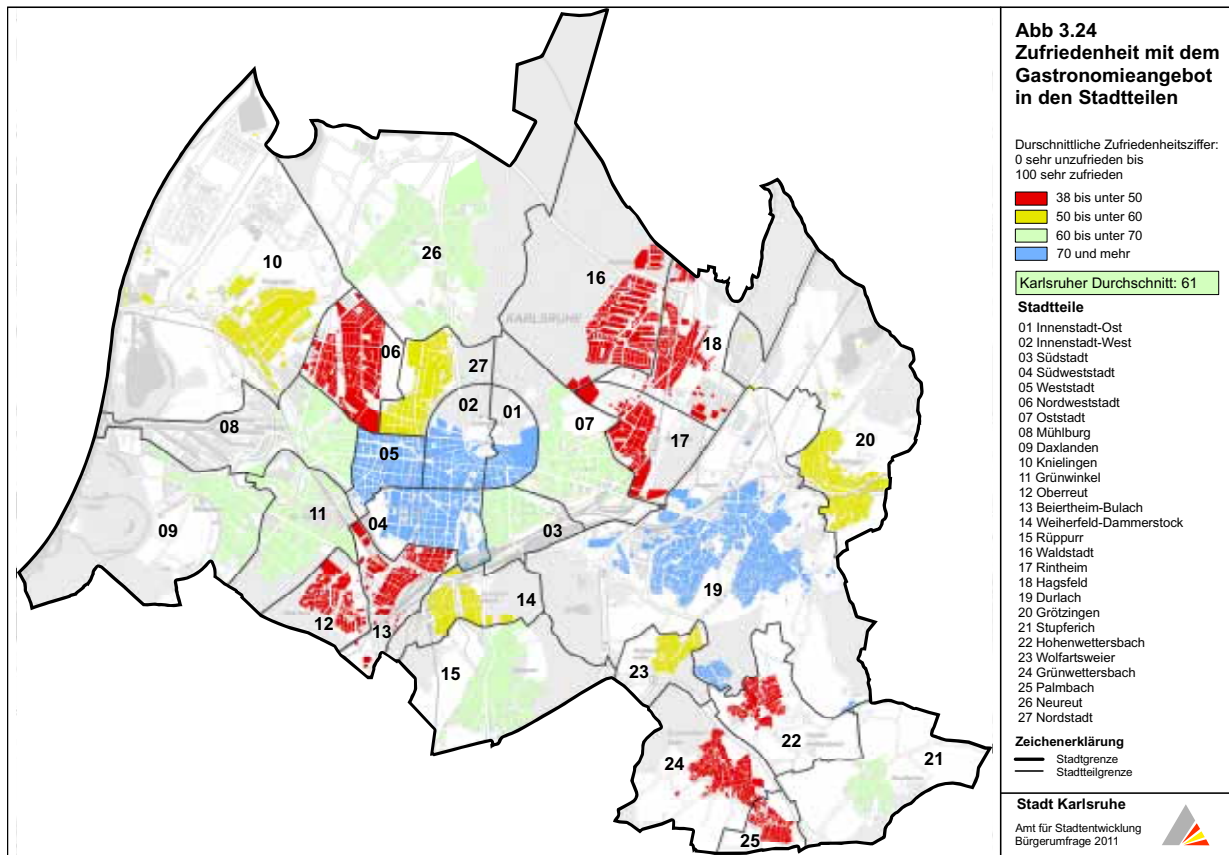 Abb 3.24
Zufriedenheit mit dem
Gastronomieangebot
in den Stadtteilen
Durschnittliche Zufriedenheitsziffer:
0 sehr unzufrieden bis
100 sehr zufrieden
38 bis unter 50
50 bis unter 60
60 bis unter 70
70 und mehr
Karlsruher Durchschnitt: 61
Stadtteile
01 Innenstadt-Ost
02 Innenstadt-West
03 Südstadt
04 Südweststadt
05 Weststadt
06 Nordweststadt
07 Oststadt
08 Mühlburg
09 Daxlanden
10 Knielingen
11 Grünwinkel
12 Oberreut
13 Beiertheim-Bulach
14 Weiherfeld-Dammerstock
15 Rüppurr
16 Waldstadt
17 Rintheim
18 Hagsfeld
19 Durlach
20 Grötzingen
21 Stupferich
22 Hohenwettersbach
23 Wolfartsweier
24 Grünwettersbach
25 Palmbach
26 Neureut
27 Nordstadt
Zeichenerklärung
Stadtgrenze
Stadtteilgrenze
Stadt Karlsruhe
Amt für Stadtentwicklung
Bürgerumfrage 2011
26
10
16
KARLSRUHE
18
06
27
02
01
07
08
17
20
05
11
04
03
09
19
14
12
13
15
23
22
21
24
25